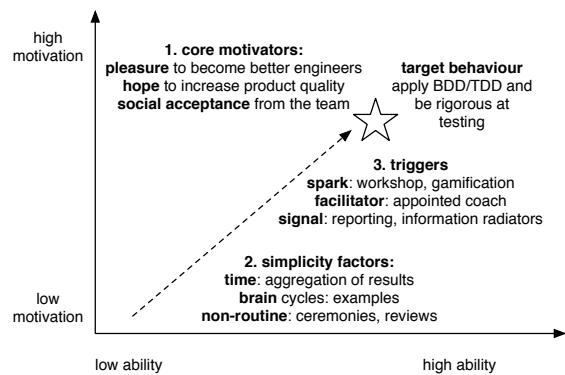 high
motivation
1. core motivators:
pleasure to become better engineers
hope to increase product quality
social acceptance from the team
target behaviour
apply BDD/TDD and
be rigorous at
testing
3. triggers
spark: workshop, gamification
facilitator: appointed coach
signal: reporting, information radiators
2. simplicity factors:
time: aggregation of results
brain cycles: examples
non-routine: ceremonies, reviews
low
motivation
low ability
high ability